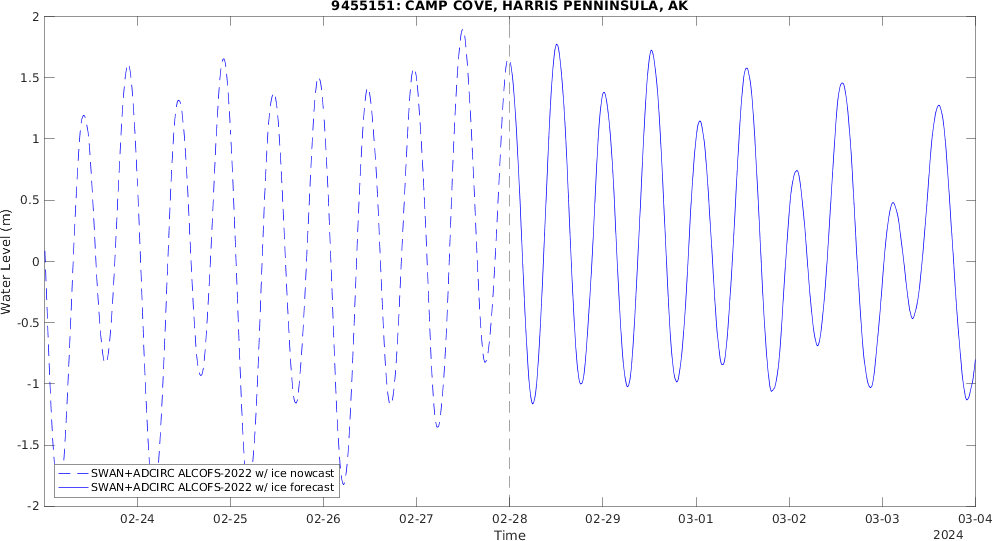 9455151: CAMP COVE, HARRIS PENNINSULA, AK
2
1.5
1
0.5
0
-0.5
-1
-1.5
-2
Water Level (m)
SWAN+ADCIRC ALCOFS-2022 w/ ice nowcast
SWAN+ADCIRC ALCOFS-2022 w/ ice forecast
02-24 02-25 02-26 02-27 02-28 02-29 03-01 03-02 03-03 03-04
Time
2024